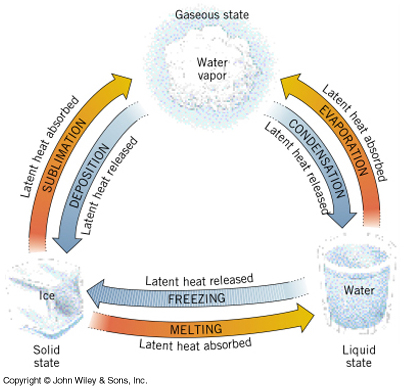 Gaseous state
Water
vapor
Latent heat absorbed
SUBLIMATION
DEPOSITION
Latent heat released
Latent heat absorbed
EVAPORATION
CONDENSATION
Latent heat released
Ice
Latent heat released
FREEZING
MELTING
Latent heat absorbed
Water
Solid
state
Liquid
state
Copyright © John Wiley & Sons, Inc.